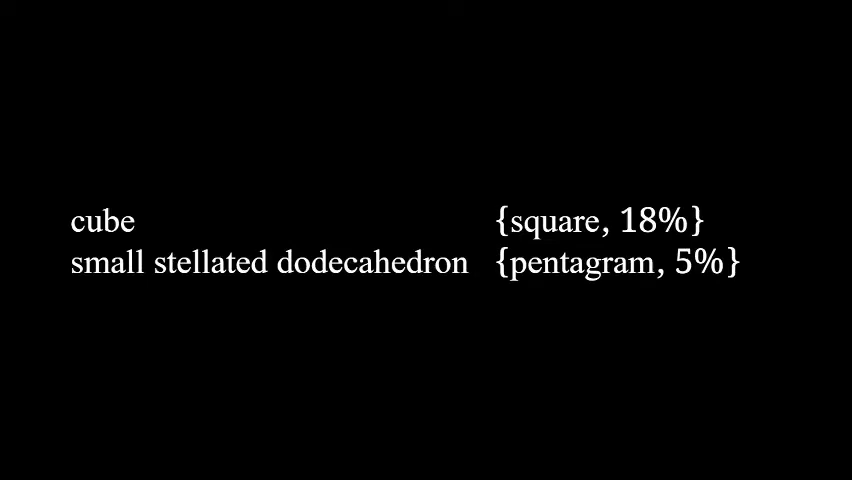 cube {square, 18%}
small stellated dodecahedron {pentagram, 5%}